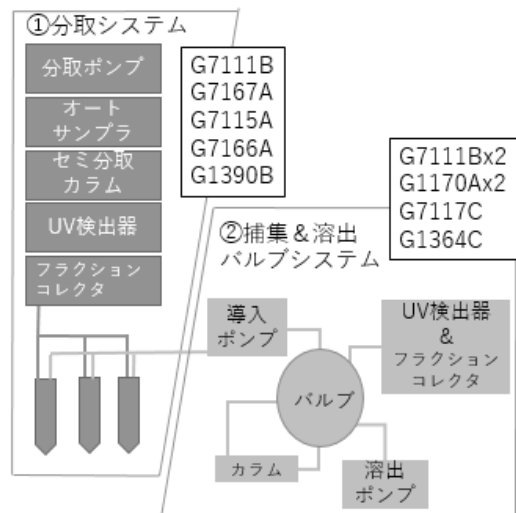 ①分取システム
分取ポンプ
オート
サンプラ
セミ分取
カラム
UV検出器
フラクション
コレクタ
G7111B
G7167A
G7115A
G7166A
G1390B
G7111Bx2
G1170Ax2
G7117C
G1364C
②捕集＆溶出
バルブシステム
導入
ポンプ
UV検出器
&
フラクション
コレクタ
バルブ
カラム
溶出
ポンプ